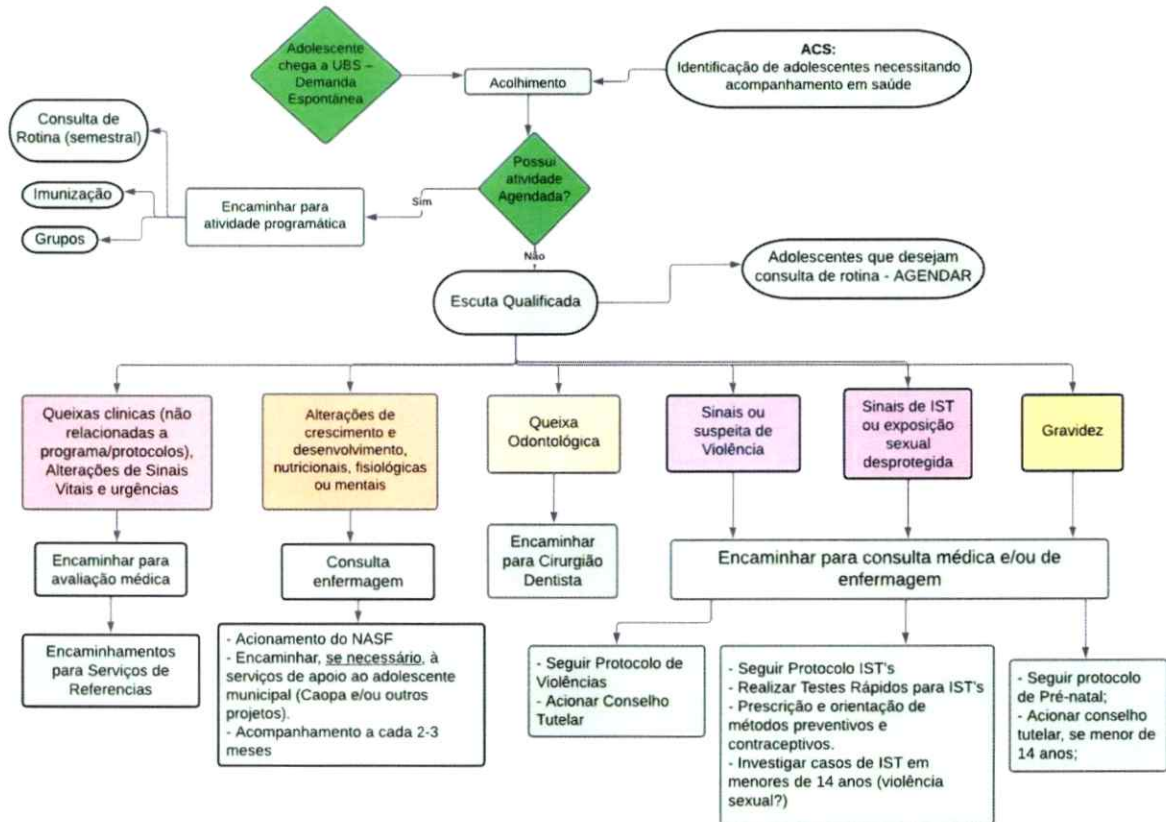 Adolescente
chega a UBS –
Demanda
Espontânea
Acolhimento
ACS:
Identificação de adolescentes necessitando
acompanhamento em saúde
Consulta de
Rotina (semestral)
Imunização
Grupos
Encaminhar para
atividade programática
Sim
Possui
atividade
Agendada?
Não
Escuta Qualificada
Adolescentes que desejam
consulta de rotina - AGENDAR
Queixas clinicas (não
relacionadas a
programa/protocolos),
Alterações de Sinais
Vitais e urgências
Alterações de
crescimento e
desenvolvimento,
nutricionais, fisiológicas
ou mentais
Queixa
Odontológica
Sinais ou
suspeita de
Violência
Sinais de IST
ou exposição
sexual
desprotegida
Gravidez
Encaminhar para
avaliação médica
Consulta
enfermagem
Encaminhar
para Cirurgião
Dentista
Encaminhar para consulta médica e/ou de
enfermagem
Encaminhamentos
para Serviços de
Referencias
- Acionamento do NASF
- Encaminhar, se necessário, à
serviços de apoio ao adolescente
municipal (Caopa e/ou outros
projetos).
- Acompanhamento a cada 2-3
meses
- Seguir Protocolo de
Violências
- Acionar Conselho
Tutelar
- Seguir Protocolo IST's
- Realizar Testes Rápidos para IST's
- Prescrição e orientação de
métodos preventivos e
contraceptivos.
- Investigar casos de IST em
menores de 14 anos (violência
sexual?)
- Seguir protocolo
de Pré-natal;
- Acionar conselho
tutelar, se menor de
14 anos;